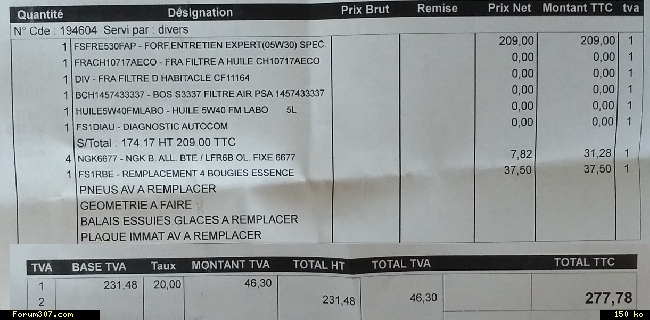 Quantité Désignation Prix Brut Remise Prix Net Montant TTC tva
N° Cde : 194604 Servi par : divers
1 FSFRE530FAP - FORF.ENTRETIEN EXPERT(05W30) SPEC. 209,00 209,00 1
1 FRACH10717AECO - FRA FILTRE A HUILE CH10717AECO 0,00 0,00 1
1 DIV - FRA FILTRE D HABITACLE CF11164 0,00 0,00 1
1 BCH1457433337 - BOS S3337 FILTRE AIR PSA 1457433337 0,00 0,00 1
1 HUILE5W40FMLABO - HUILE 5W40 FM LABO 5L 0,00 0,00 1
1 FS1DIAU - DIAGNOSTIC AUTOCOM 0,00 0,00 1
S/Total : 174.17 HT 209.00 TTC
4 NGK6677 - NGK B. ALL. BTE / LFR6B OL. FIXE 6677 7,82 31,28 1
1 FS1RBE - REMPLACEMENT 4 BOUGIES ESSENCE 37,50 37,50 1
PNEUS AV A REMPLACER
GEOMETRIE A FAIRE
BALAIS ESSUIES GLACES A REMPLACER
PLAQUE IMMAT AV A REMPLACER
TVA BASE TVA Taux MONTANT TVA TOTAL HT TOTAL TVA TOTAL TTC
1 231,48 20,00 46,30
2 231,48 46,30 277,78
Forum307.com 150 ko